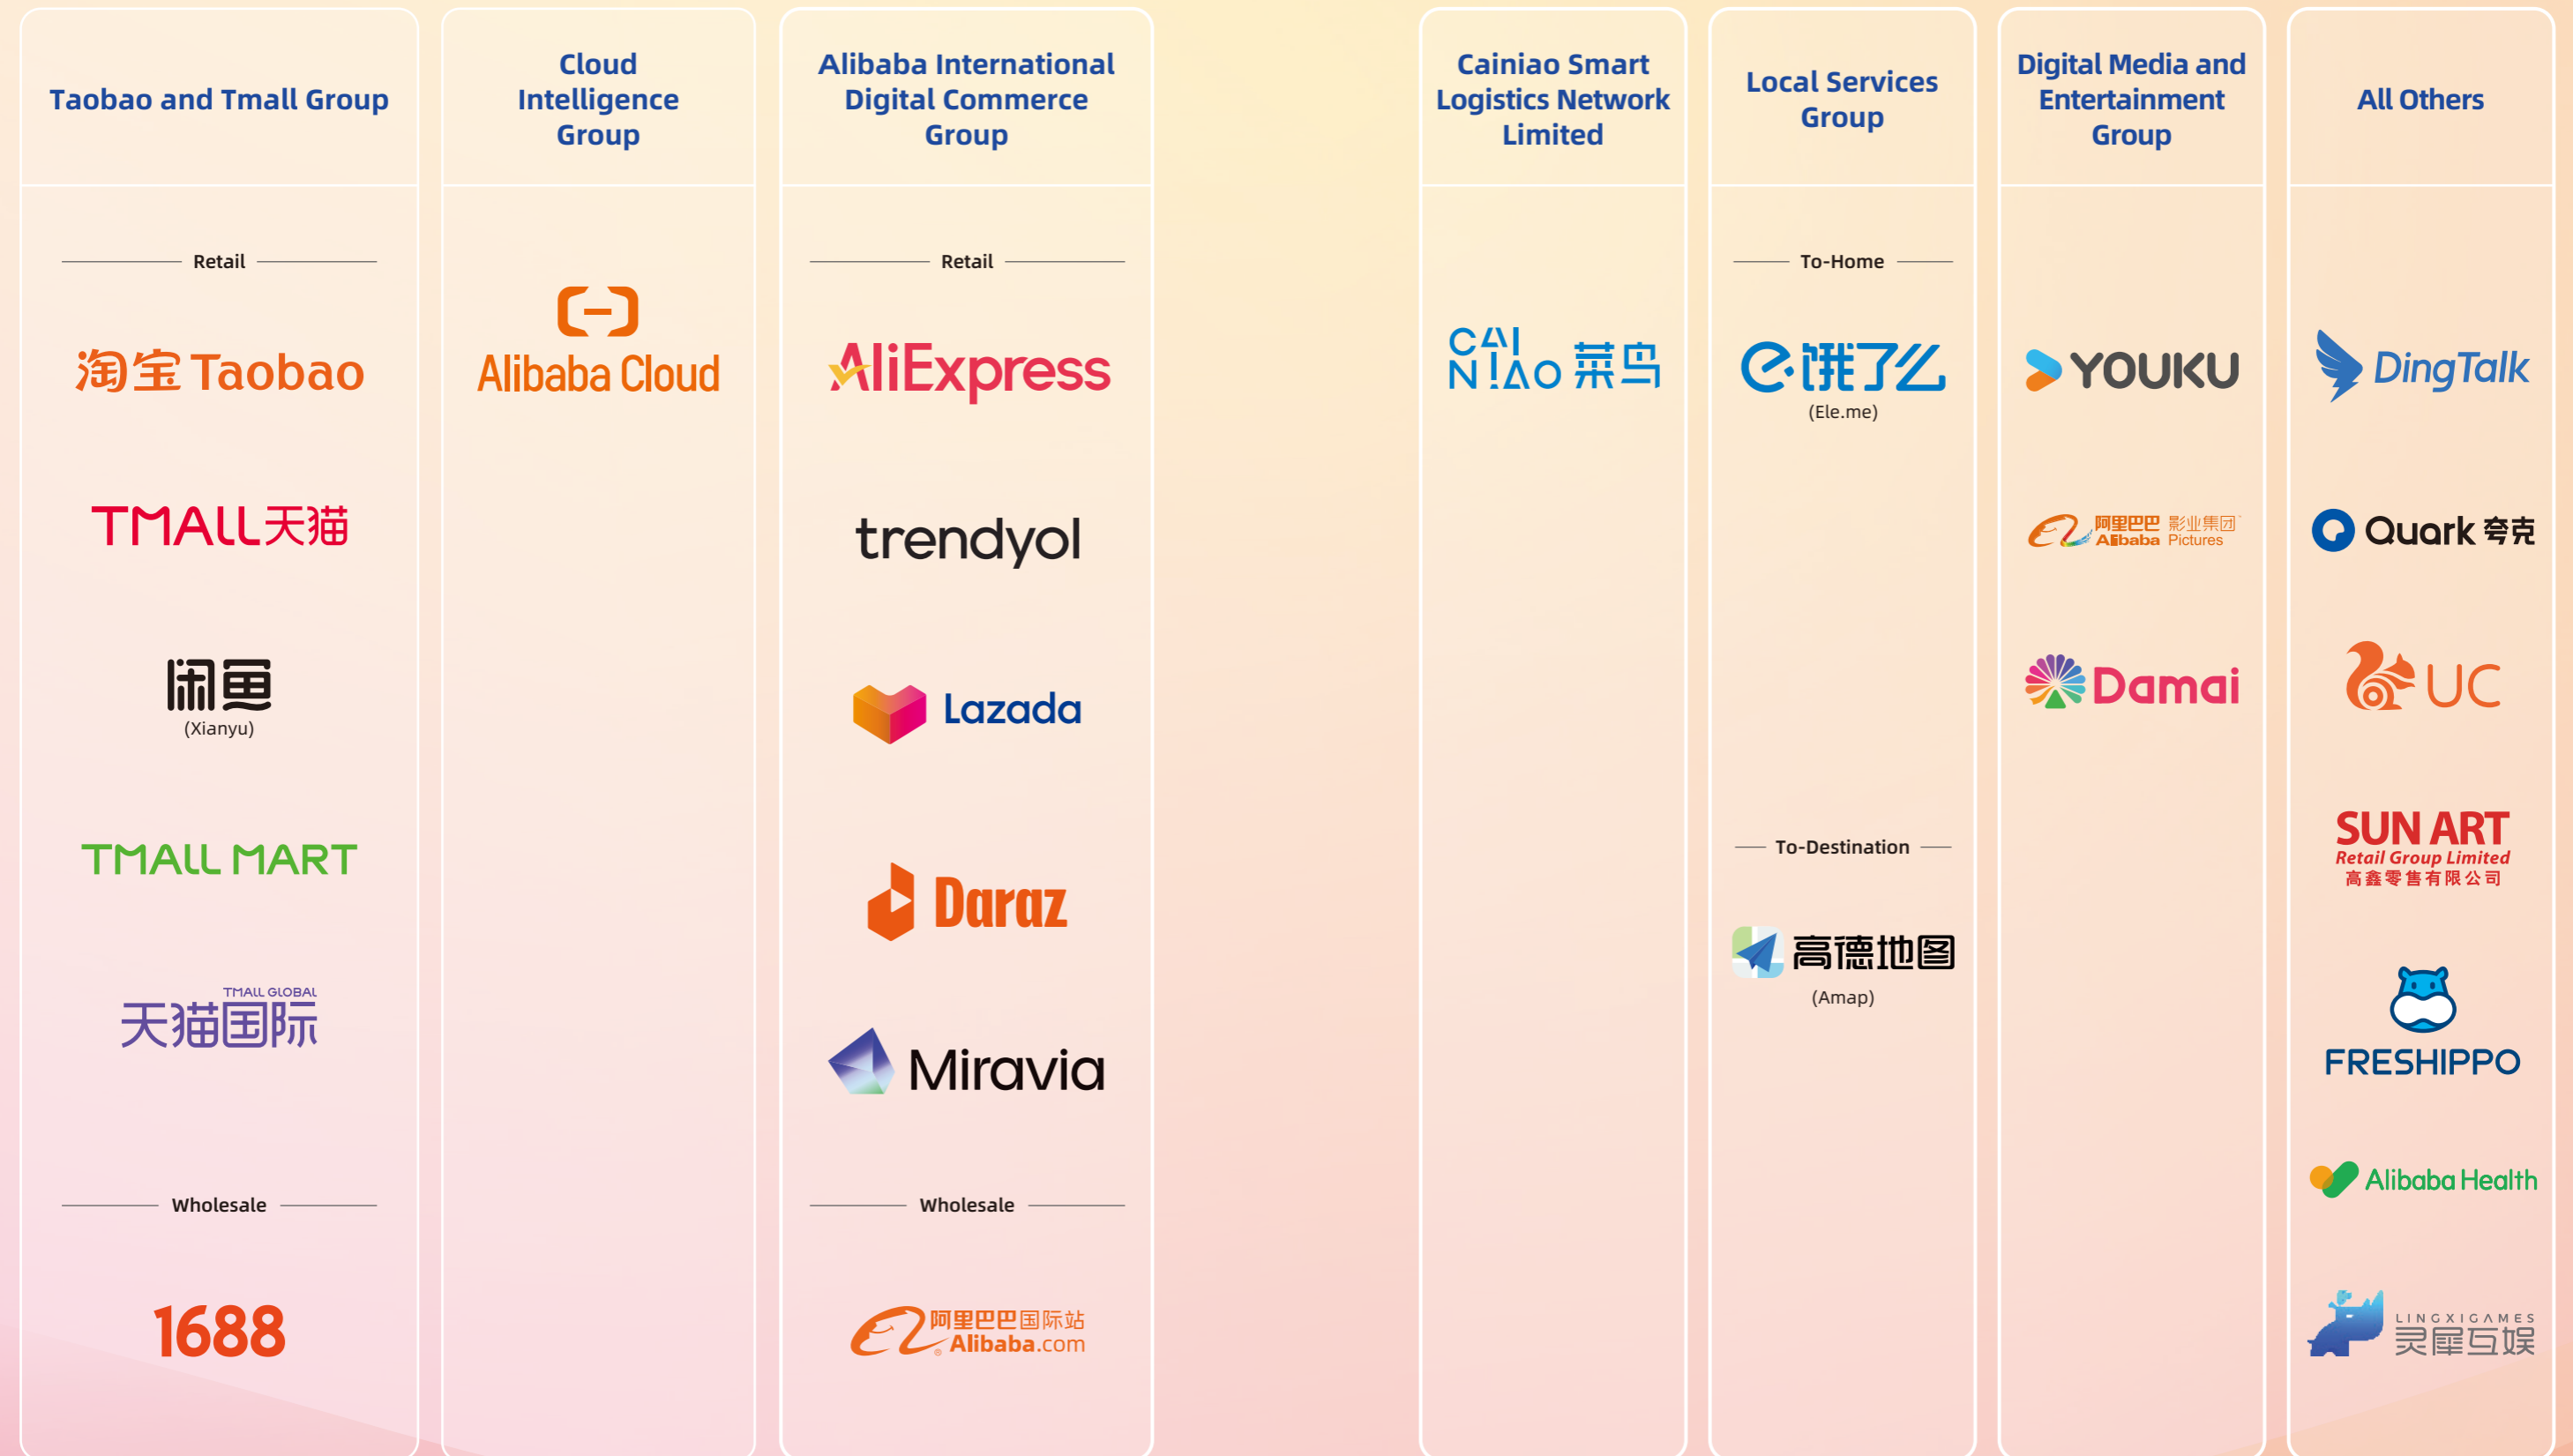 Taobao and Tmall Group
Retail
淘宝 Taobao
TMALL天猫
闲鱼
(Xianyu)
TMALL MART
TMALL GLOBAL
天猫国际
Wholesale
1688
Cloud
Intelligence
Group
Alibaba Cloud
Alibaba International
Digital Commerce
Group
Retail
AliExpress
trendyol
Lazada
Daraz
Miravia
Wholesale
阿里巴巴国际站
Alibaba.com
Cainiao Smart
Logistics Network
Limited
CAI
NIAO 菜鸟
Local Services
Group
To-Home
饿了么
(Ele.me)
To-Destination
高德地图
(Amap)
Digital Media and
Entertainment
Group
YOUKU
阿里巴巴 影业集团
Alibaba Pictures
Damai
All Others
DingTalk
Quark 夸克
UC
SUN ART
Retail Group Limited
高鑫零售有限公司
FRESHIPPO
Alibaba Health
LINGXIGAMES
灵犀互娱